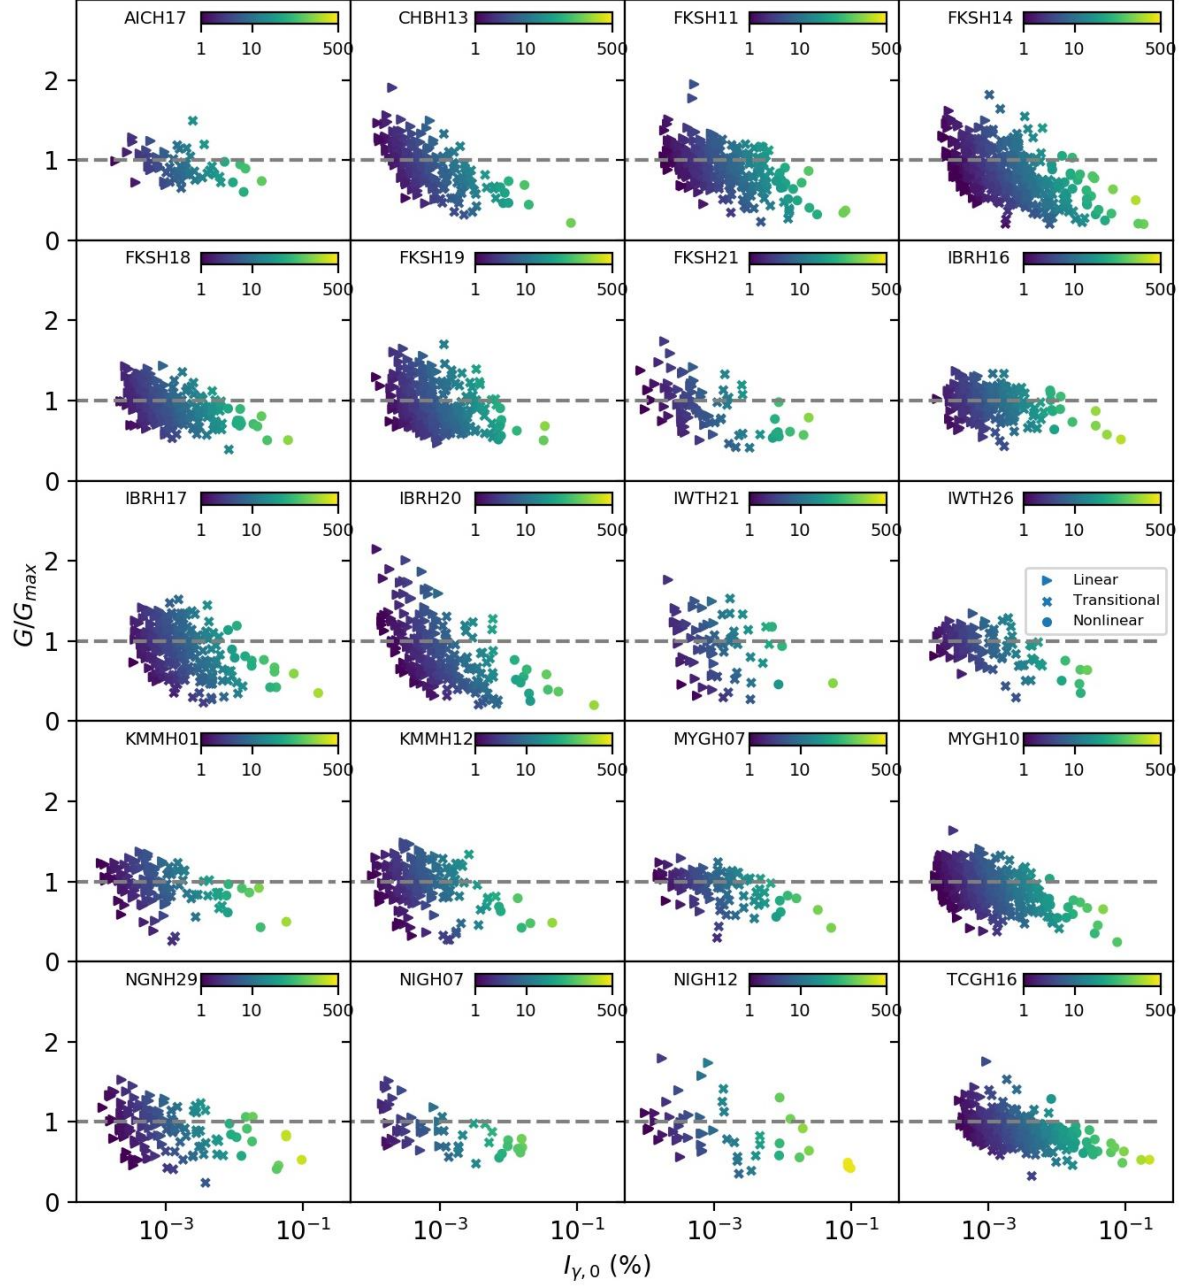 AICH17 CHBH13 FKSH11 FKSH14
1 10 500 1 10 500 1 10 500 1 10 500
2
1
0
FKSH18 FKSH19 FKSH21 IBRH16
1 10 500 1 10 500 1 10 500 1 10 500
2
1
0
IBRH17 IBRH20 IWTH21 IWTH26
1 10 500 1 10 500 1 10 500 1 10 500
2
Linear
Transitional
Nonlinear
1
0
G/G_max
KMMH01 KMMH12 MYGH07 MYGH10
1 10 500 1 10 500 1 10 500 1 10 500
2
1
0
NGNH29 NIGH07 NIGH12 TCGH16
1 10 500 1 10 500 1 10 500 1 10 500
2
1
0
10⁻³ 10⁻¹ 10⁻³ 10⁻¹ 10⁻³ 10⁻¹ 10⁻³ 10⁻¹
I_γ,0 (%)